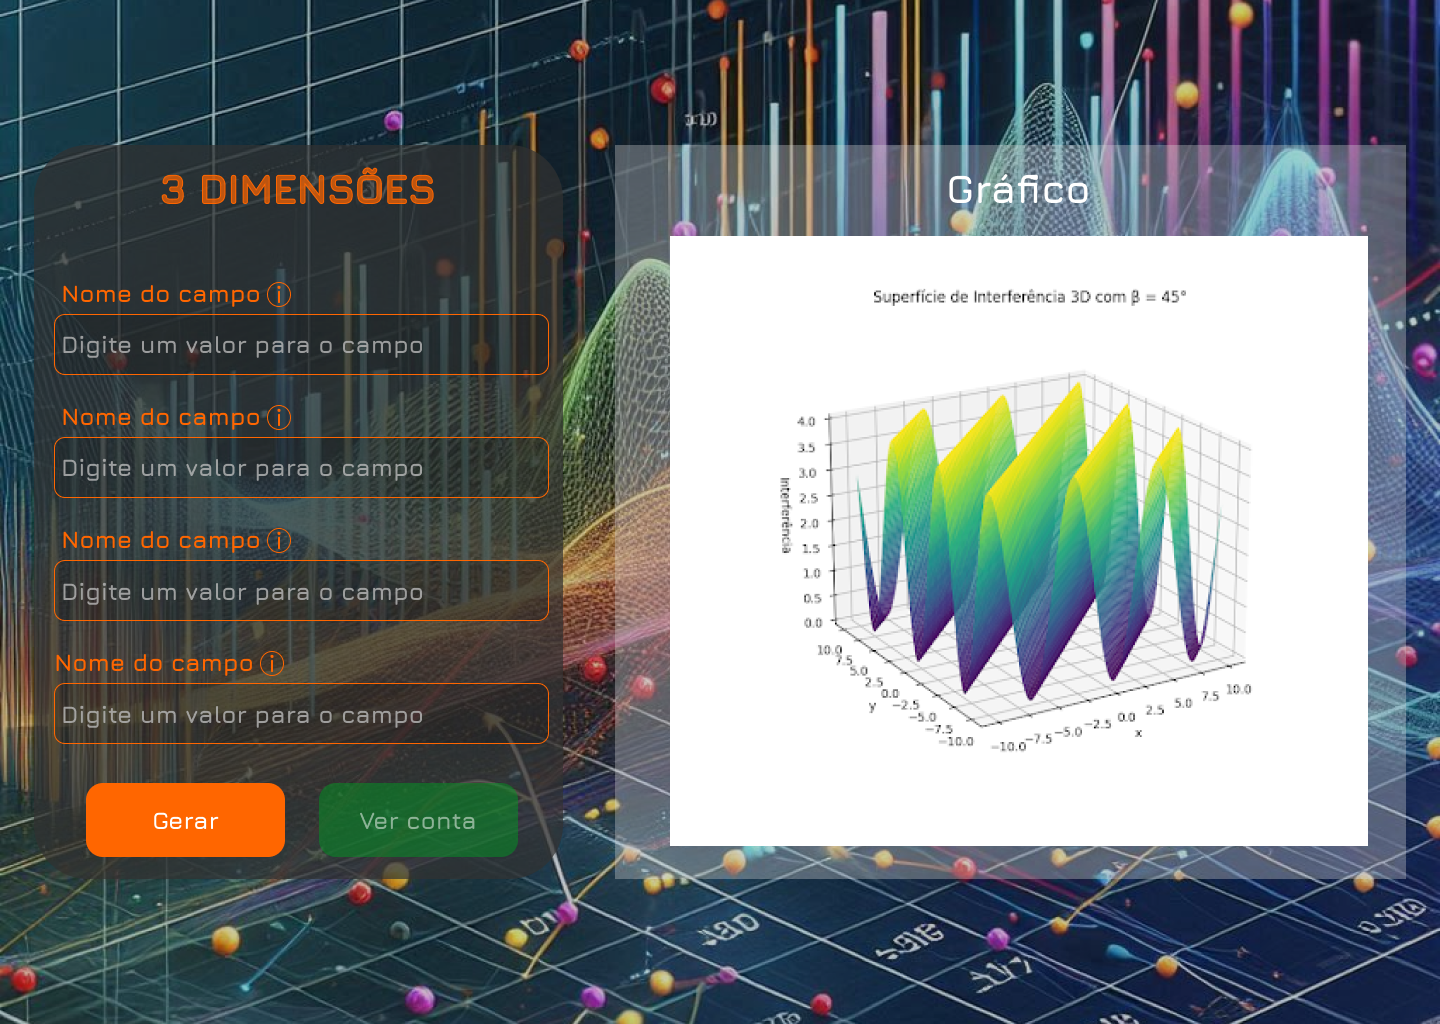 3 DIMENSÕES
Nome do campo ⓘ
Digite um valor para o campo
Nome do campo ⓘ
Digite um valor para o campo
Nome do campo ⓘ
Digite um valor para o campo
Nome do campo ⓘ
Digite um valor para o campo
Gerar
Ver conta
Gráfico
Superfície de Interferência 3D com β = 45°
Interferência
4.0
3.5
3.0
2.5
2.0
1.5
1.0
0.5
0.0
10.0
7.5
5.0
2.5
0.0
−2.5
−5.0
−7.5
−10.0
y
−10.0
−7.5
−5.0
−2.5
0.0
2.5
5.0
7.5
10.0
x